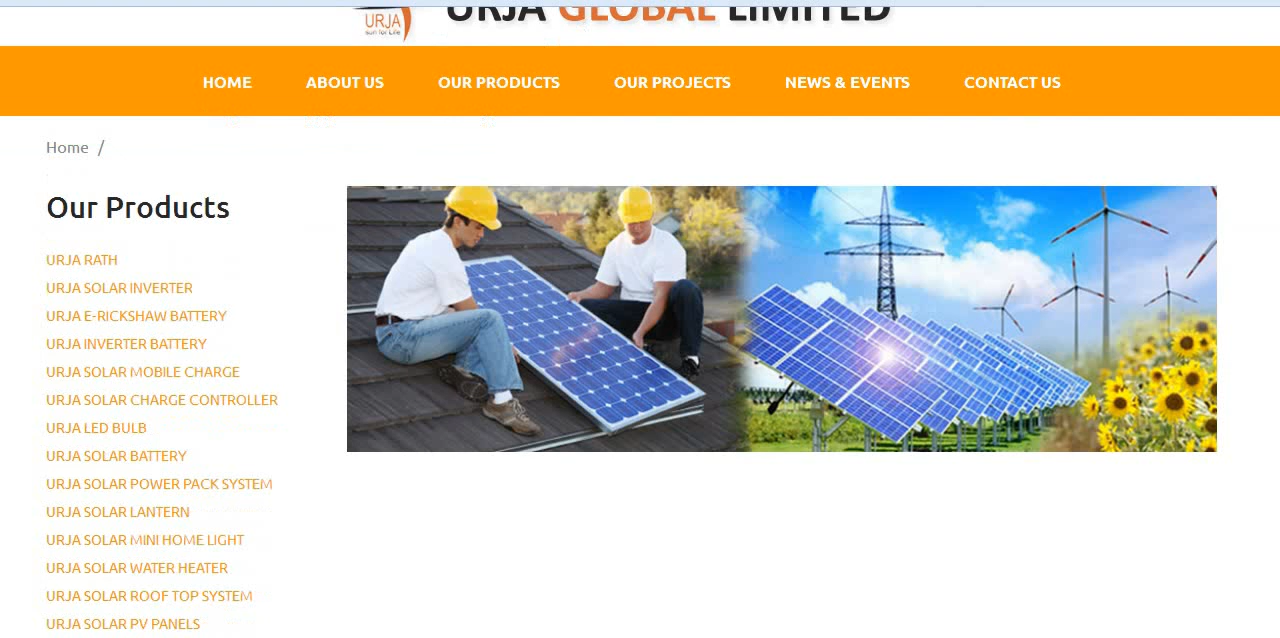 URJA
sun for Life
URJA GLOBAL LIMITED
HOME ABOUT US OUR PRODUCTS OUR PROJECTS NEWS & EVENTS CONTACT US
Home /
Our Products
URJA RATH
URJA SOLAR INVERTER
URJA E-RICKSHAW BATTERY
URJA INVERTER BATTERY
URJA SOLAR MOBILE CHARGE
URJA SOLAR CHARGE CONTROLLER
URJA LED BULB
URJA SOLAR BATTERY
URJA SOLAR POWER PACK SYSTEM
URJA SOLAR LANTERN
URJA SOLAR MINI HOME LIGHT
URJA SOLAR WATER HEATER
URJA SOLAR ROOF TOP SYSTEM
URJA SOLAR PV PANELS